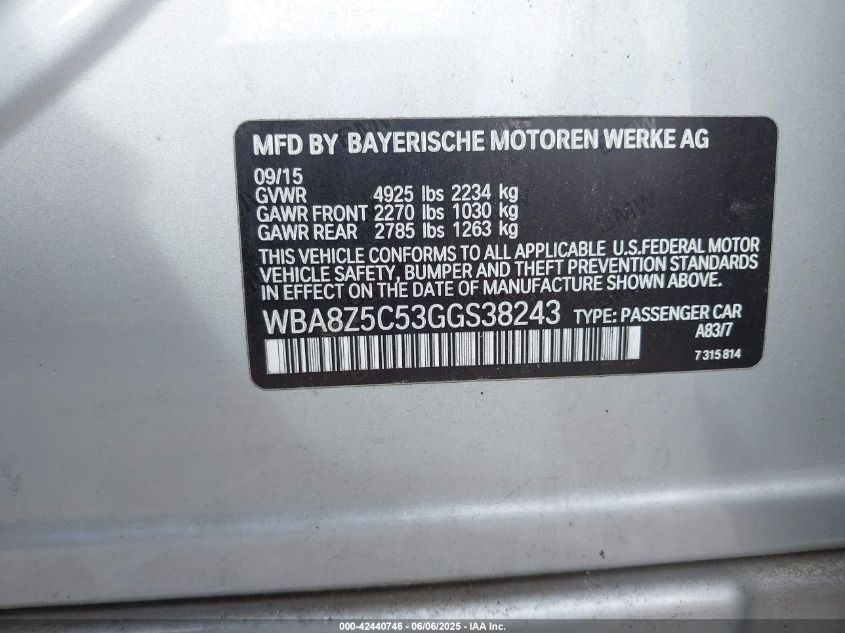 MFD BY BAYERISCHE MOTOREN WERKE AG
09/15
GVWR 4925 lbs 2234 kg
GAWR FRONT 2270 lbs 1030 kg
GAWR REAR 2785 lbs 1263 kg
THIS VEHICLE CONFORMS TO ALL APPLICABLE U.S.FEDERAL MOTOR
VEHICLE SAFETY, BUMPER AND THEFT PREVENTION STANDARDS
IN EFFECT ON THE DATE OF MANUFACTURE SHOWN ABOVE.
WBA8Z5C53GGS38243 TYPE: PASSENGER CAR
A83/7
7 315 814
000-42440746 - 06/06/2025 - IAA Inc.